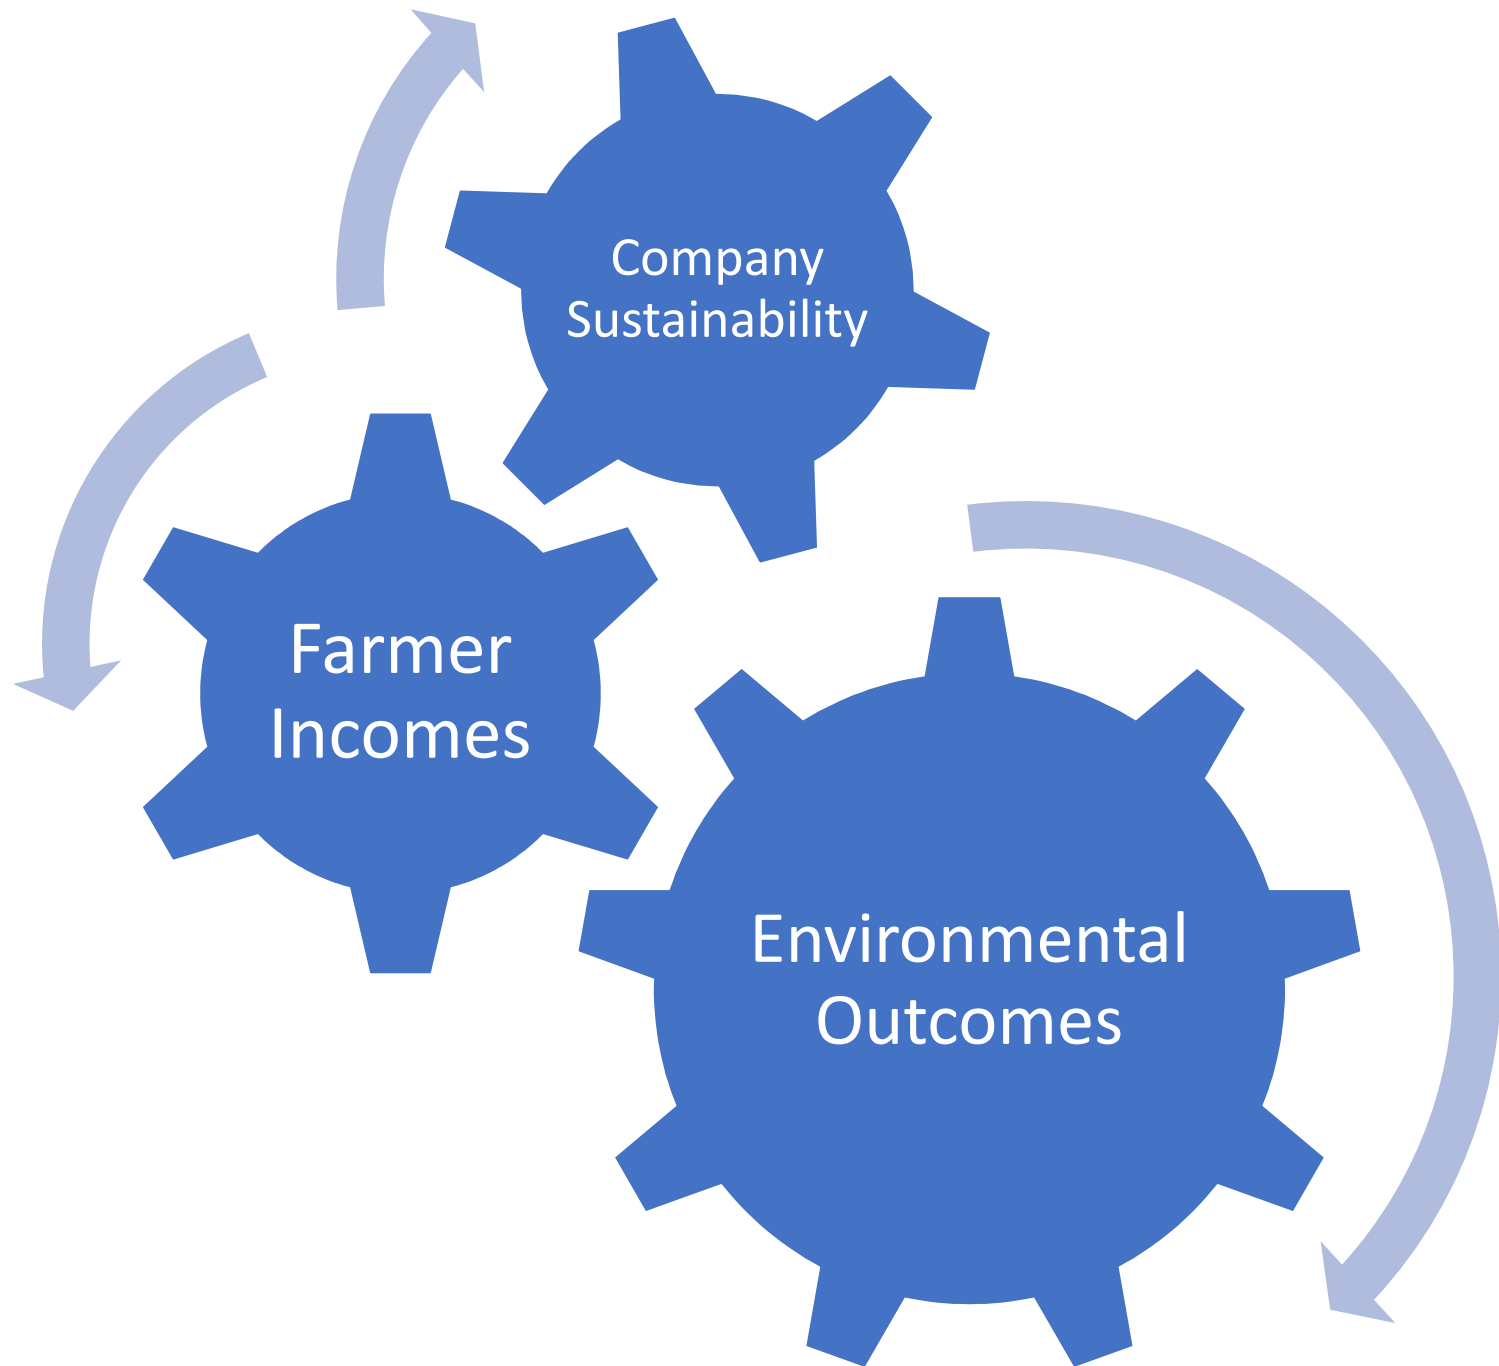 Company
Sustainability
Farmer
Incomes
Environmental
Outcomes